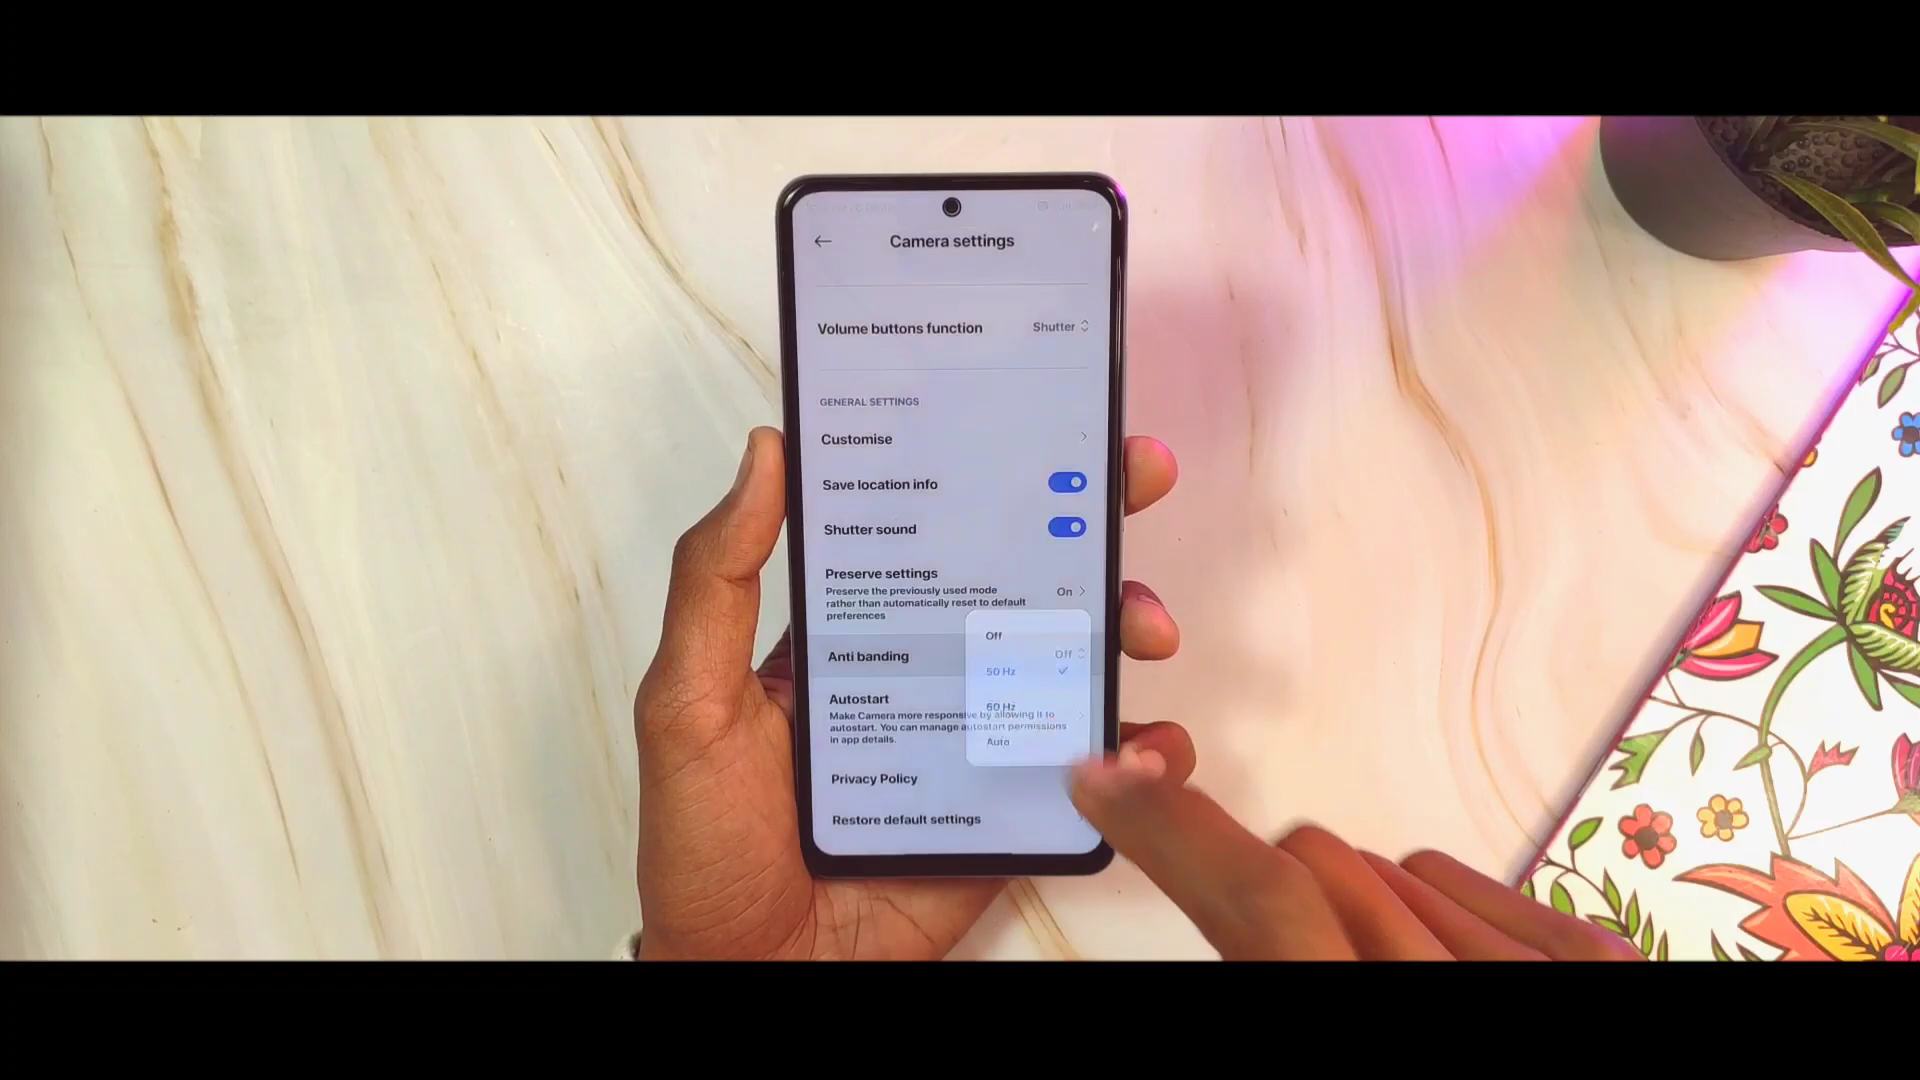 Camera settings
Volume buttons function Shutter
GENERAL SETTINGS
Customise
Save location info
Shutter sound
Preserve settings
Preserve the previously used mode
rather than automatically reset to default
preferences
On
Off
Anti banding Off
50 Hz
60 Hz
Autostart
Make Camera more responsive by allowing it to
autostart. You can manage autostart permissions
in app details.
Auto
Privacy Policy
Restore default settings